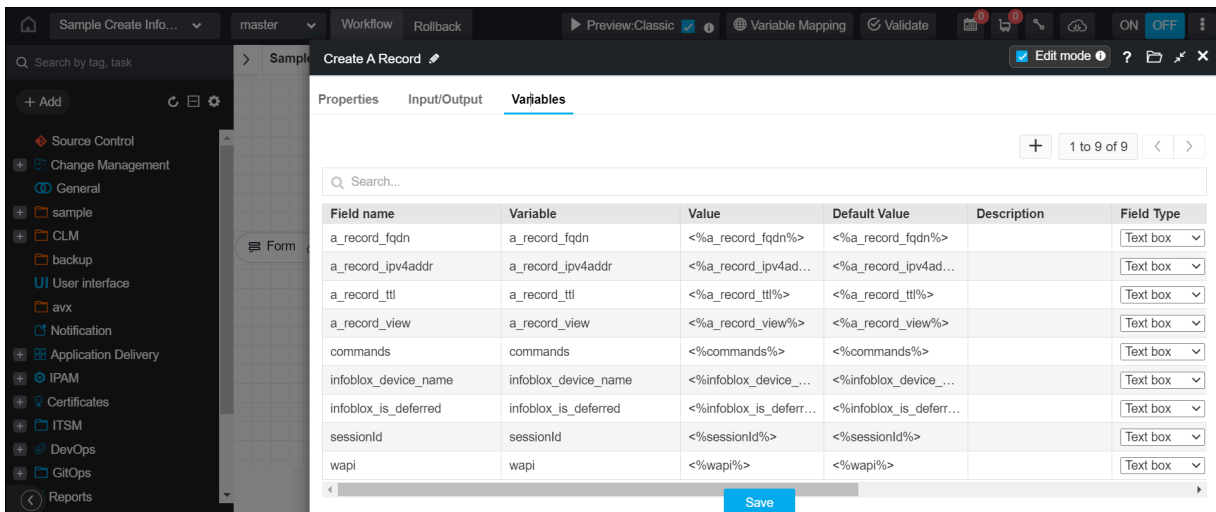 Sample Create Info... master Workflow Rollback Preview:Classic Variable Mapping Validate 0 0 ON OFF
Search by tag, task
Sample
Create A Record Edit mode ?
+ Add
Properties Input/Output Variables
Source Control
Change Management
General
sample
CLM
backup
UI User interface
avx
Notification
Application Delivery
IPAM
Certificates
ITSM
DevOps
GitOps
Reports
Form
+ 1 to 9 of 9 < >
Search...
Field name Variable Value Default Value Description Field Type
a_record_fqdn a_record_fqdn <%a_record_fqdn%> <%a_record_fqdn%> Text box
a_record_ipv4addr a_record_ipv4addr <%a_record_ipv4ad... <%a_record_ipv4ad... Text box
a_record_ttl a_record_ttl <%a_record_ttl%> <%a_record_ttl%> Text box
a_record_view a_record_view <%a_record_view%> <%a_record_view%> Text box
commands commands <%commands%> <%commands%> Text box
infoblox_device_name infoblox_device_name <%infoblox_device_... <%infoblox_device_... Text box
infoblox_is_deferred infoblox_is_deferred <%infoblox_is_deferr... <%infoblox_is_deferr... Text box
sessionId sessionId <%sessionId%> <%sessionId%> Text box
wapi wapi <%wapi%> <%wapi%> Text box
Save